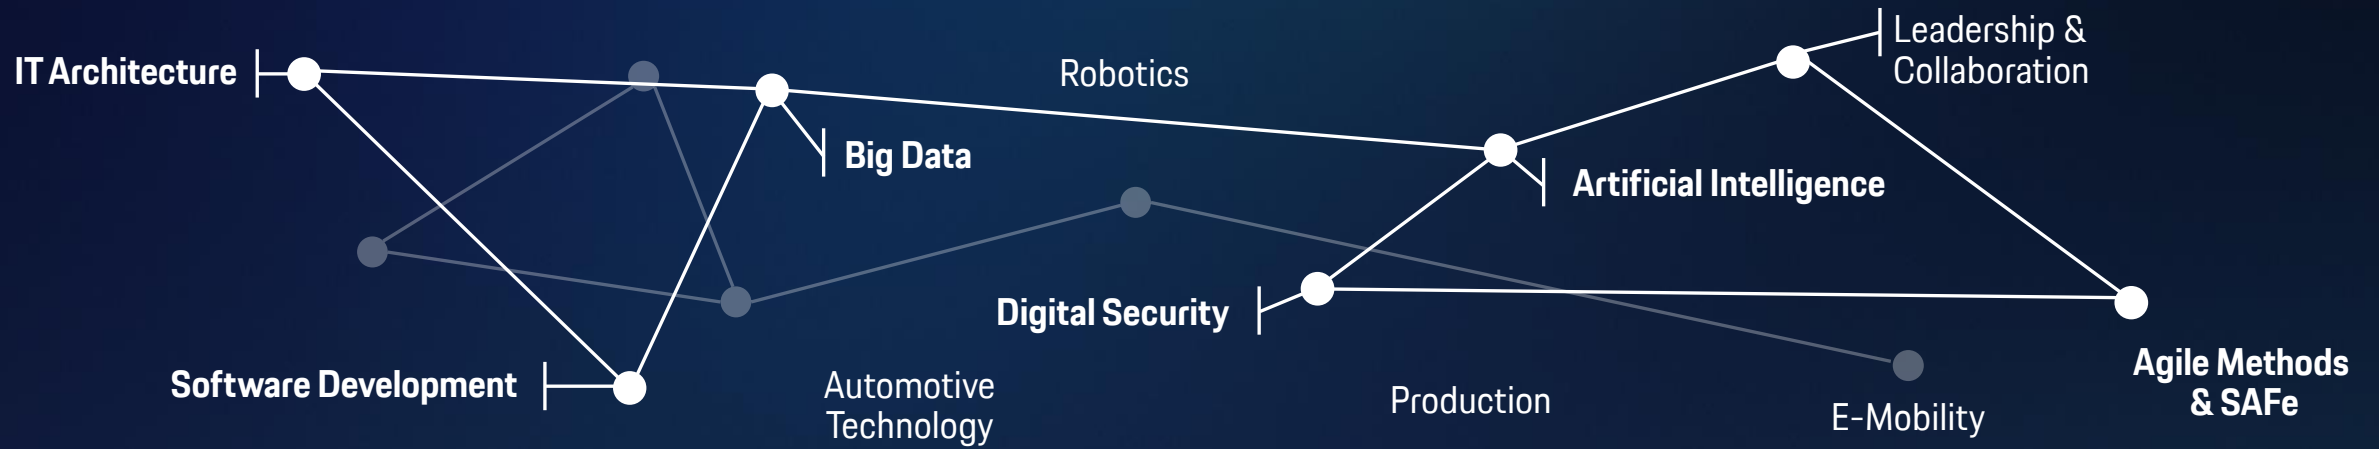 IT Architecture
Robotics
Leadership &
Collaboration
Big Data
Artificial Intelligence
Digital Security
Software Development
Automotive
Technology
Production
E-Mobility
Agile Methods
& SAFe